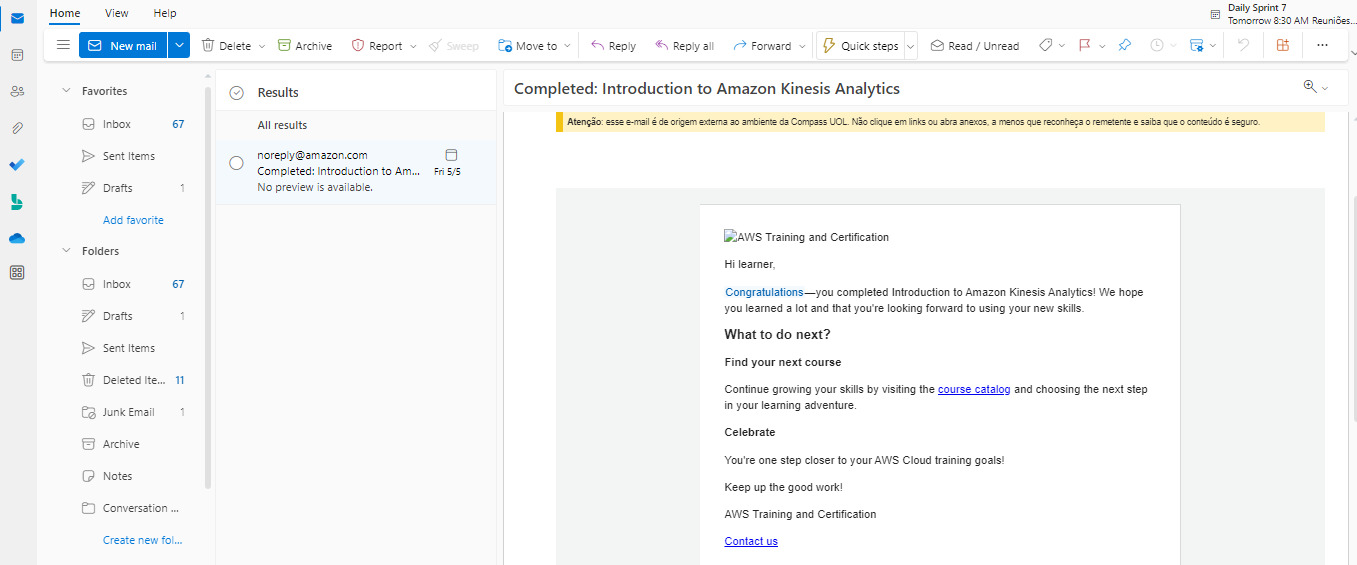 Home View Help
Daily Sprint 7
Tomorrow 8:30 AM Reuniões...
New mail Delete Archive Report Sweep Move to Reply Reply all Forward Quick steps Read / Unread ...
Favorites
Inbox 67
Sent Items
Drafts 1
Add favorite
Folders
Inbox 67
Drafts 1
Sent Items
Deleted Ite... 11
Junk Email 1
Archive
Notes
Conversation ...
Create new fol...
Results
All results
noreply@amazon.com
Completed: Introduction to Am... Fri 5/5
No preview is available.
Completed: Introduction to Amazon Kinesis Analytics
Atenção: esse e-mail é de origem externa ao ambiente da Compass UOL. Não clique em links ou abra anexos, a menos que reconheça o remetente e saiba que o conteúdo é seguro.
AWS Training and Certification
Hi learner,
Congratulations—you completed Introduction to Amazon Kinesis Analytics! We hope
you learned a lot and that you're looking forward to using your new skills.
What to do next?
Find your next course
Continue growing your skills by visiting the course catalog and choosing the next step
in your learning adventure.
Celebrate
You're one step closer to your AWS Cloud training goals!
Keep up the good work!
AWS Training and Certification
Contact us